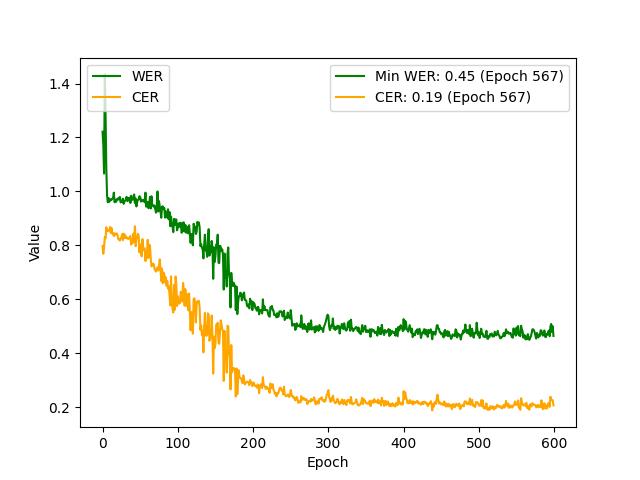 WER
CER
Min WER: 0.45 (Epoch 567)
CER: 0.19 (Epoch 567)
Value
1.4
1.2
1.0
0.8
0.6
0.4
0.2
0 100 200 300 400 500 600
Epoch